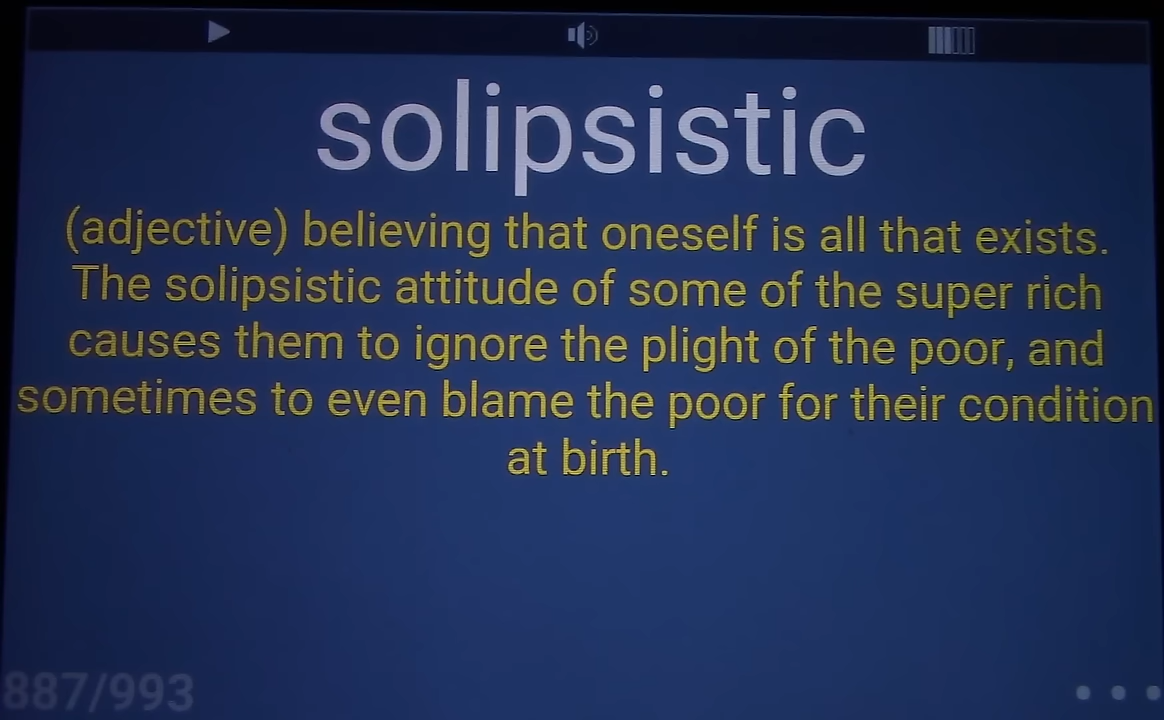 solipsistic
(adjective) believing that oneself is all that exists.
The solipsistic attitude of some of the super rich
causes them to ignore the plight of the poor, and
sometimes to even blame the poor for their condition
at birth.
887/993